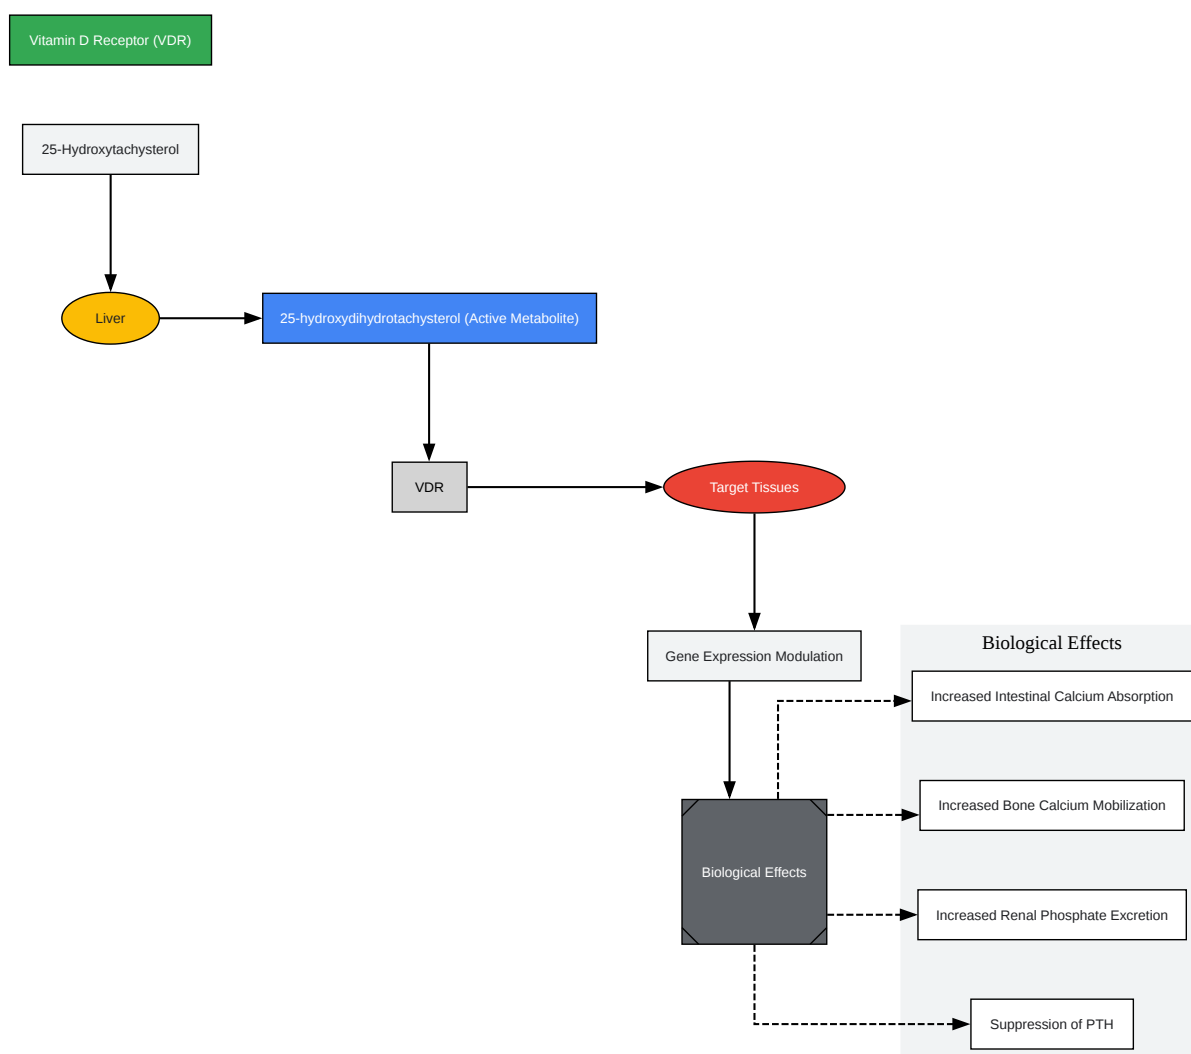 Vitamin D Receptor (VDR)
25-Hydroxytachysterol
Liver
25-hydroxydihydrotachysterol (Active Metabolite)
VDR
Target Tissues
Gene Expression Modulation
Biological Effects
Increased Intestinal Calcium Absorption
Increased Bone Calcium Mobilization
Biological Effects
Increased Renal Phosphate Excretion
Suppression of PTH